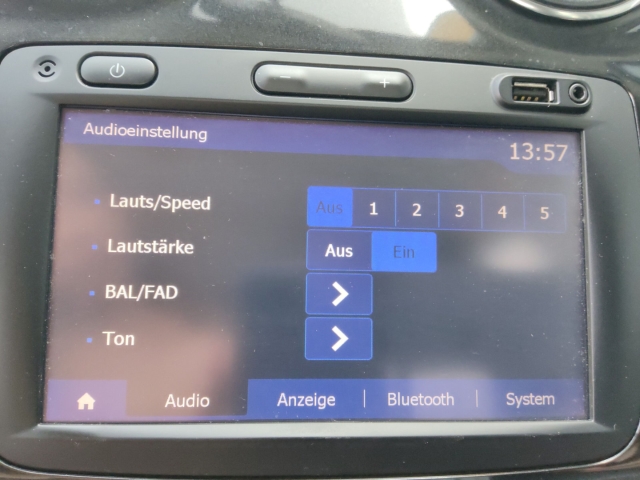 − +
Audioeinstellung
13:57
Lauts/Speed Aus 1 2 3 4 5
Lautstärke Aus Ein
BAL/FAD
Ton
Audio Anzeige Bluetooth System